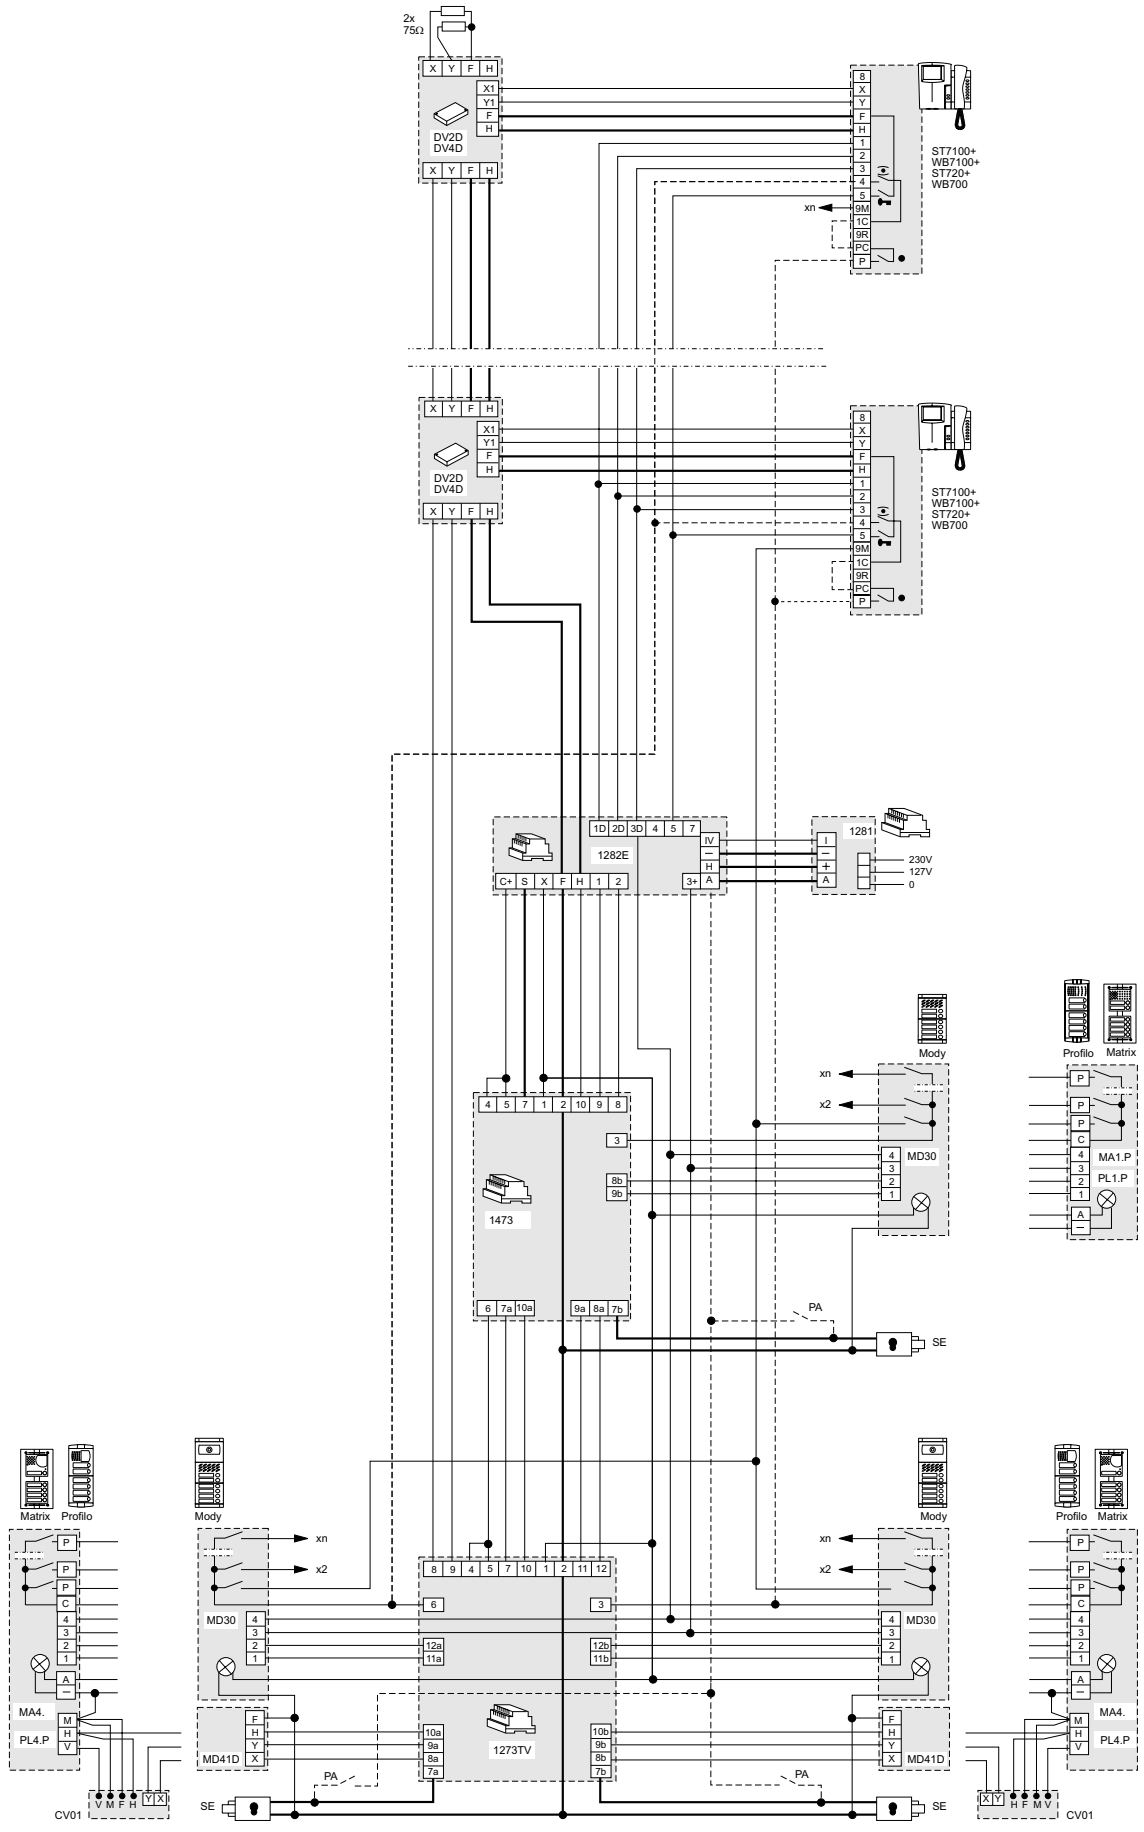 2x
75Ω
X Y F H
X1
Y1
F
H
DV2D
DV4D
X Y F H
8
X
Y
F
H
1
2
3
4
5
9M
1C
9R
PC
P
xn
ST7100+
WB7100+
ST720+
WB700
X Y F H
X1
Y1
F
H
DV2D
DV4D
X Y F H
8
X
Y
F
H
1
2
3
4
5
9M
1C
9R
PC
P
ST7100+
WB7100+
ST720+
WB700
1D 2D 3D 4 5 7
1282E
IV
–
H
A
C+ S X F H 1 2
3+
I
–
+
A
1281
230V
127V
0
Mody
Profilo Matrix
xn
x2
4 MD30
3
2
1
P
P
P
C
4
3
2
1
A
–
MA1.P
PL1.P
4 5 7 1 2 10 9 8
3
8b
9b
1473
6 7a 10a
9a 8a 7b
PA
SE
Matrix Profilo
Mody
Mody
Profilo Matrix
P
P
P
C
4
3
2
1
A
–
M
H
V
MA4.
PL4.P
xn
x2
MD30
4
3
2
1
F
H
Y
X
MD41D
8 9 4 5 7 10 1 2 11 12
6
3
12a
11a
12b
11b
1273TV
10a
9a
8a
7a
10b
9b
8b
7b
xn
x2
4 MD30
3
2
1
F
H
Y
X
MD41D
P
P
P
C
4
3
2
1
A
–
M
H
V
MA4.
PL4.P
PA
PA
CV01
V M F H Y X
SE
SE
X Y H F M V
CV01